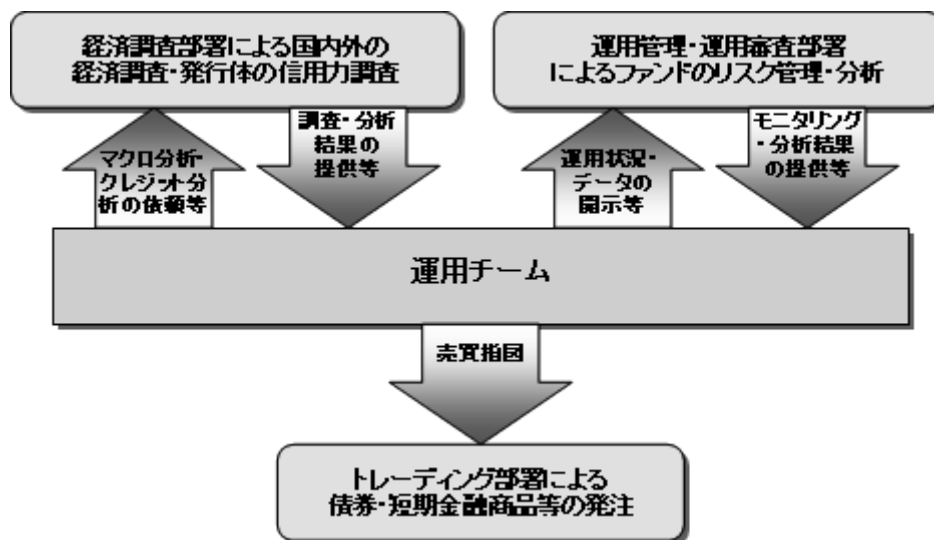 経済調査部署による国内外の
経済調査・発行体の信用力調査
運用管理・運用審査部署
によるファンドのリスク管理・分析
マクロ分析・
クレジット分
析の依頼等
調査・分析
結果の
提供等
運用状況・
データの
開示等
モニタリング
・分析結果
の提供等
運用チーム
売買指図
トレーディング部署による
債券・短期金融商品等の発注